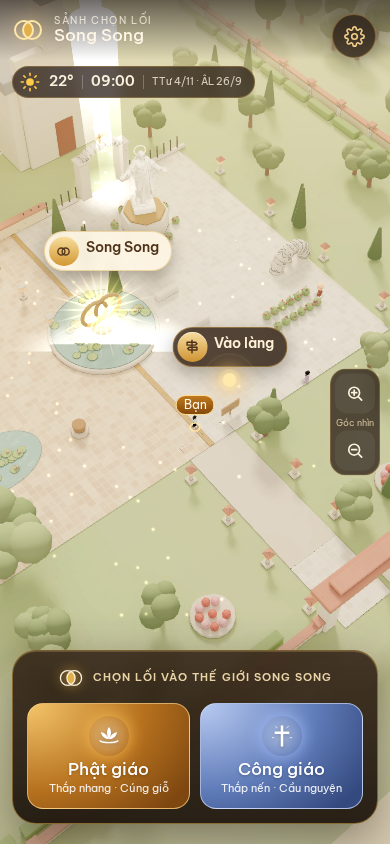 SẢNH CHỌN LỐI
Song Song
22° 09:00 TTư 4/11 · ÂL 26/9
Song Song
Vào làng
Bạn
Góc nhìn
CHỌN LỐI VÀO THẾ GIỚI SONG SONG
Phật giáo
Thắp nhang · Cúng giỗ
Công giáo
Thắp nến · Cầu nguyện